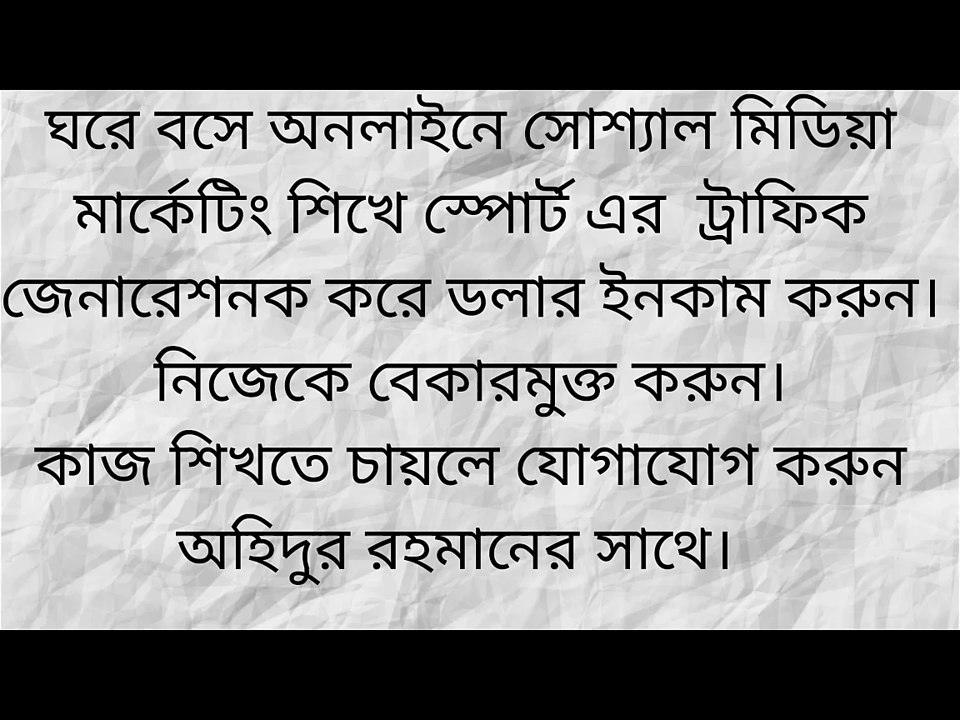 ঘরে বসে অনলাইনে সোশ্যাল মিডিয়া
মার্কেটিং শিখে স্পোর্ট এর ট্রাফিক
জেনারেশনক করে ডলার ইনকাম করুন।
নিজেকে বেকারমুক্ত করুন।
কাজ শিখতে চায়লে যোগাযোগ করুন
অহিদুর রহমানের সাথে।